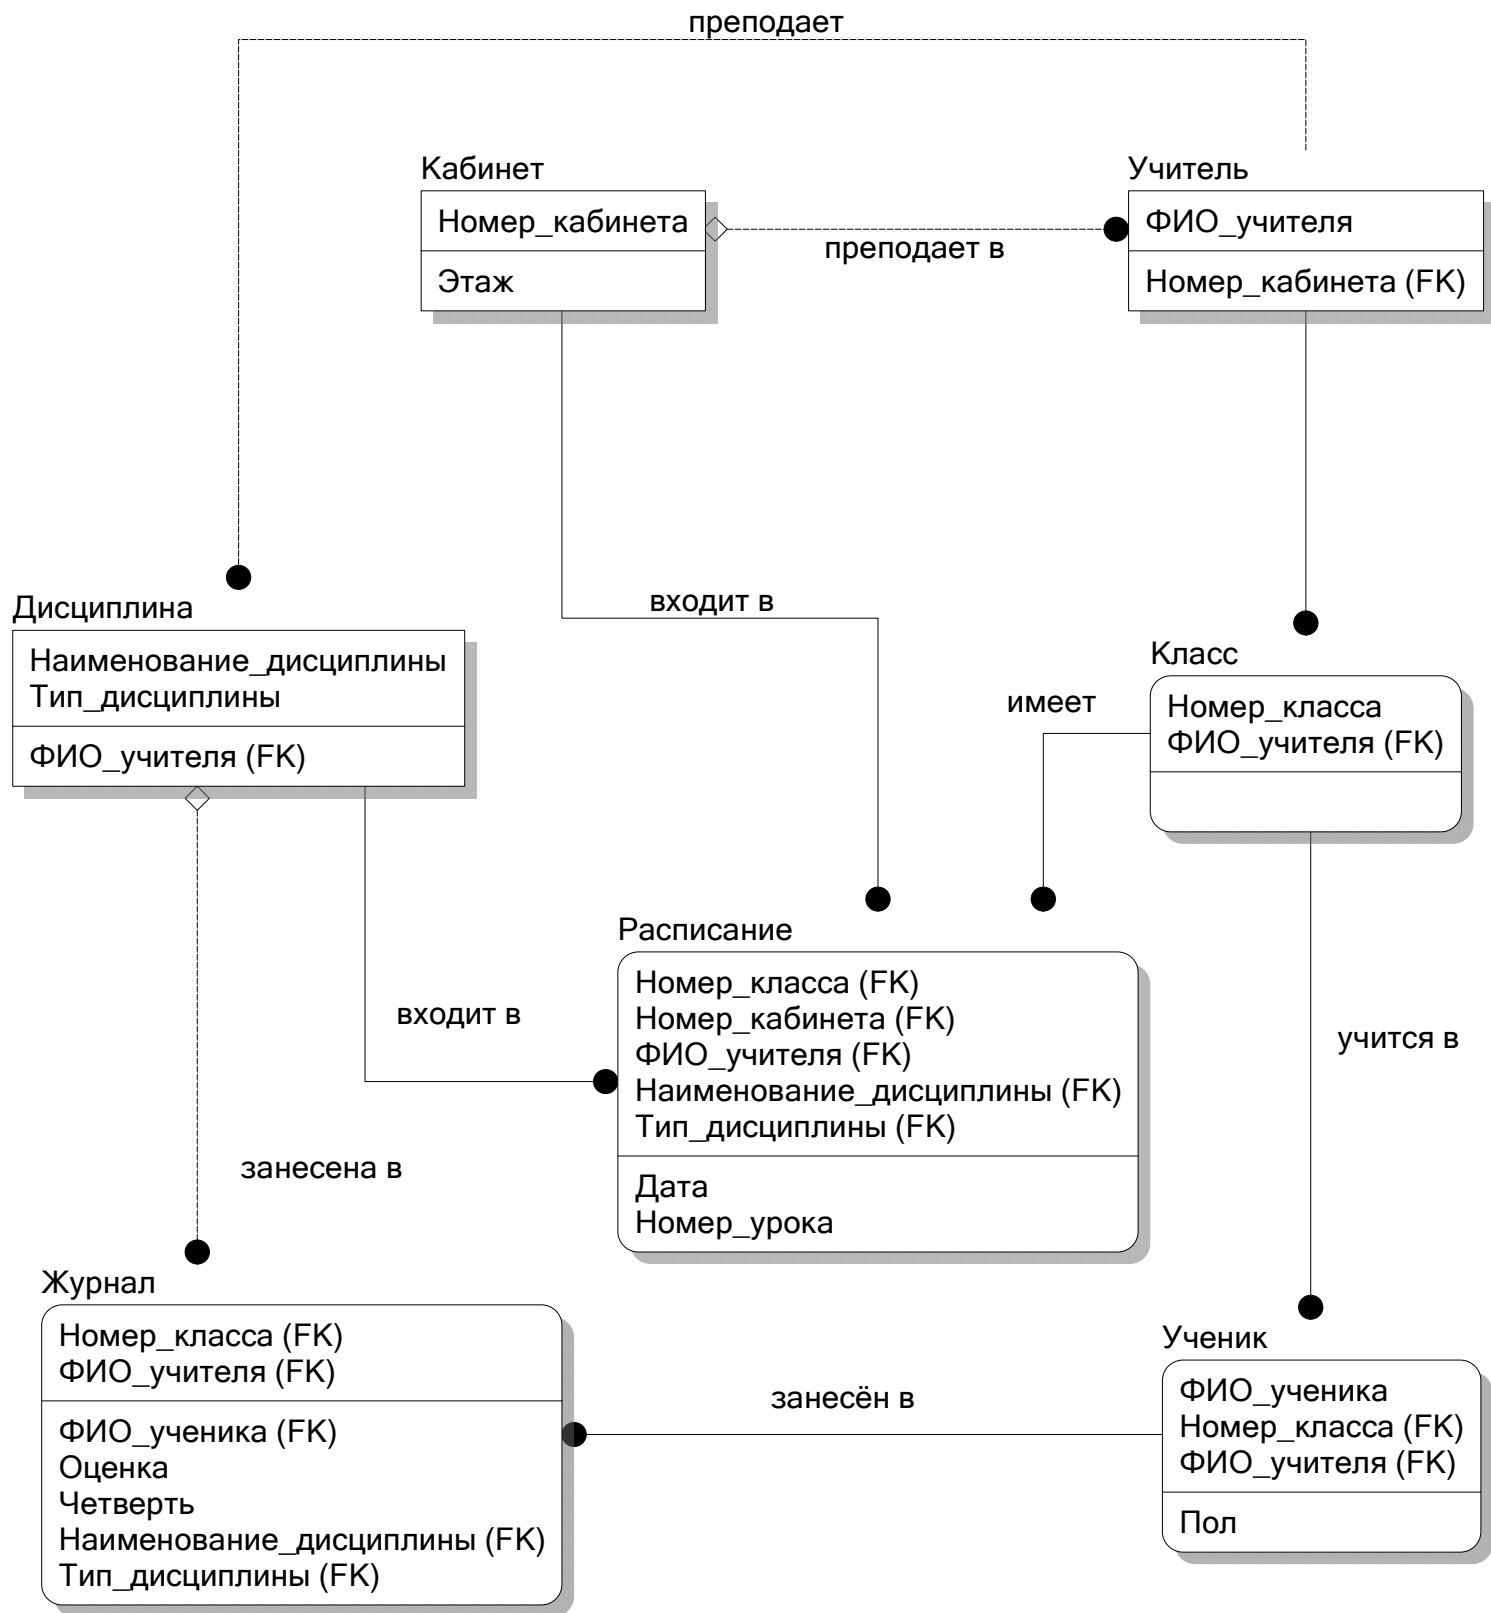 преподает
Кабинет
Номер_кабинета
Этаж
преподает в
Учитель
ФИО_учителя
Номер_кабинета (FK)
Дисциплина
Наименование_дисциплины
Тип_дисциплины
ФИО_учителя (FK)
входит в
имеет
Класс
Номер_класса
ФИО_учителя (FK)
Расписание
Номер_класса (FK)
Номер_кабинета (FK)
ФИО_учителя (FK)
Наименование_дисциплины (FK)
Тип_дисциплины (FK)
Дата
Номер_урока
входит в
учится в
занесена в
Журнал
Номер_класса (FK)
ФИО_учителя (FK)
ФИО_ученика (FK)
Оценка
Четверть
Наименование_дисциплины (FK)
Тип_дисциплины (FK)
занесён в
Ученик
ФИО_ученика
Номер_класса (FK)
ФИО_учителя (FK)
Пол